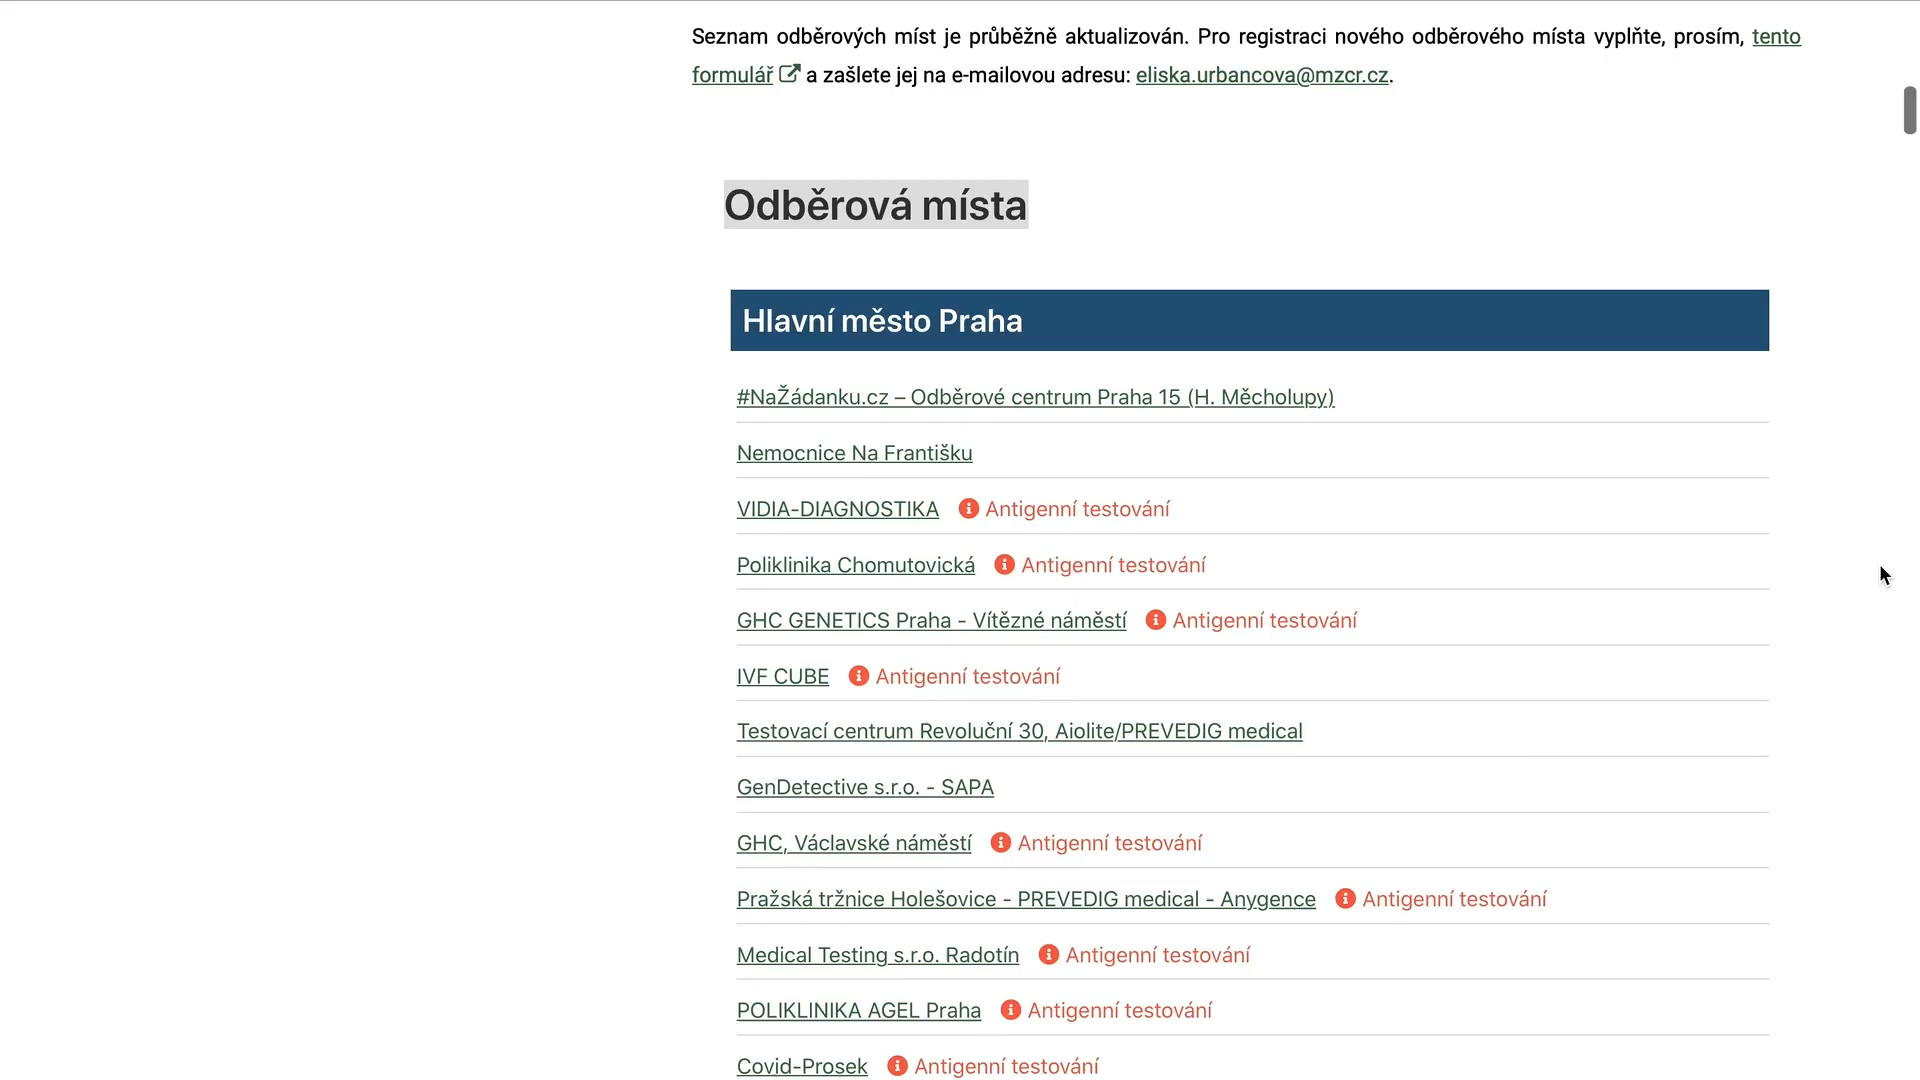 Seznam odběrových míst je průběžně aktualizován. Pro registraci nového odběrového místa vyplňte, prosím, tento
formulář a zašlete jej na e-mailovou adresu: eliska.urbancova@mzcr.cz.
Odběrová místa
Hlavní město Praha
#NaŽádanku.cz – Odběrové centrum Praha 15 (H. Měcholupy)
Nemocnice Na Františku
VIDIA-DIAGNOSTIKA Antigenní testování
Poliklinika Chomutovická Antigenní testování
GHC GENETICS Praha - Vítězné náměstí Antigenní testování
IVF CUBE Antigenní testování
Testovací centrum Revoluční 30, Aiolite/PREVEDIG medical
GenDetective s.r.o. - SAPA
GHC, Václavské náměstí Antigenní testování
Pražská tržnice Holešovice - PREVEDIG medical - Anygence Antigenní testování
Medical Testing s.r.o. Radotín Antigenní testování
POLIKLINIKA AGEL Praha Antigenní testování
Covid-Prosek Antigenní testování